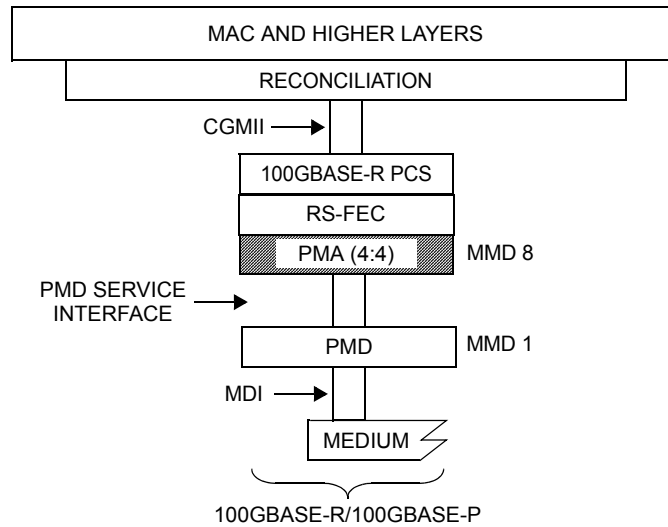 MAC AND HIGHER LAYERS
RECONCILIATION
CGMII
100GBASE-R PCS
RS-FEC
PMA (4:4)
MMD 8
PMD SERVICE
INTERFACE
PMD
MMD 1
MDI
MEDIUM
100GBASE-R/100GBASE-P